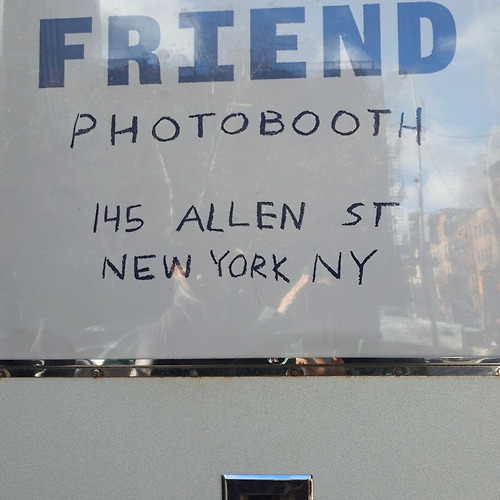 FRIEND
PHOTOBOOTH
145 ALLEN ST
NEW YORK NY